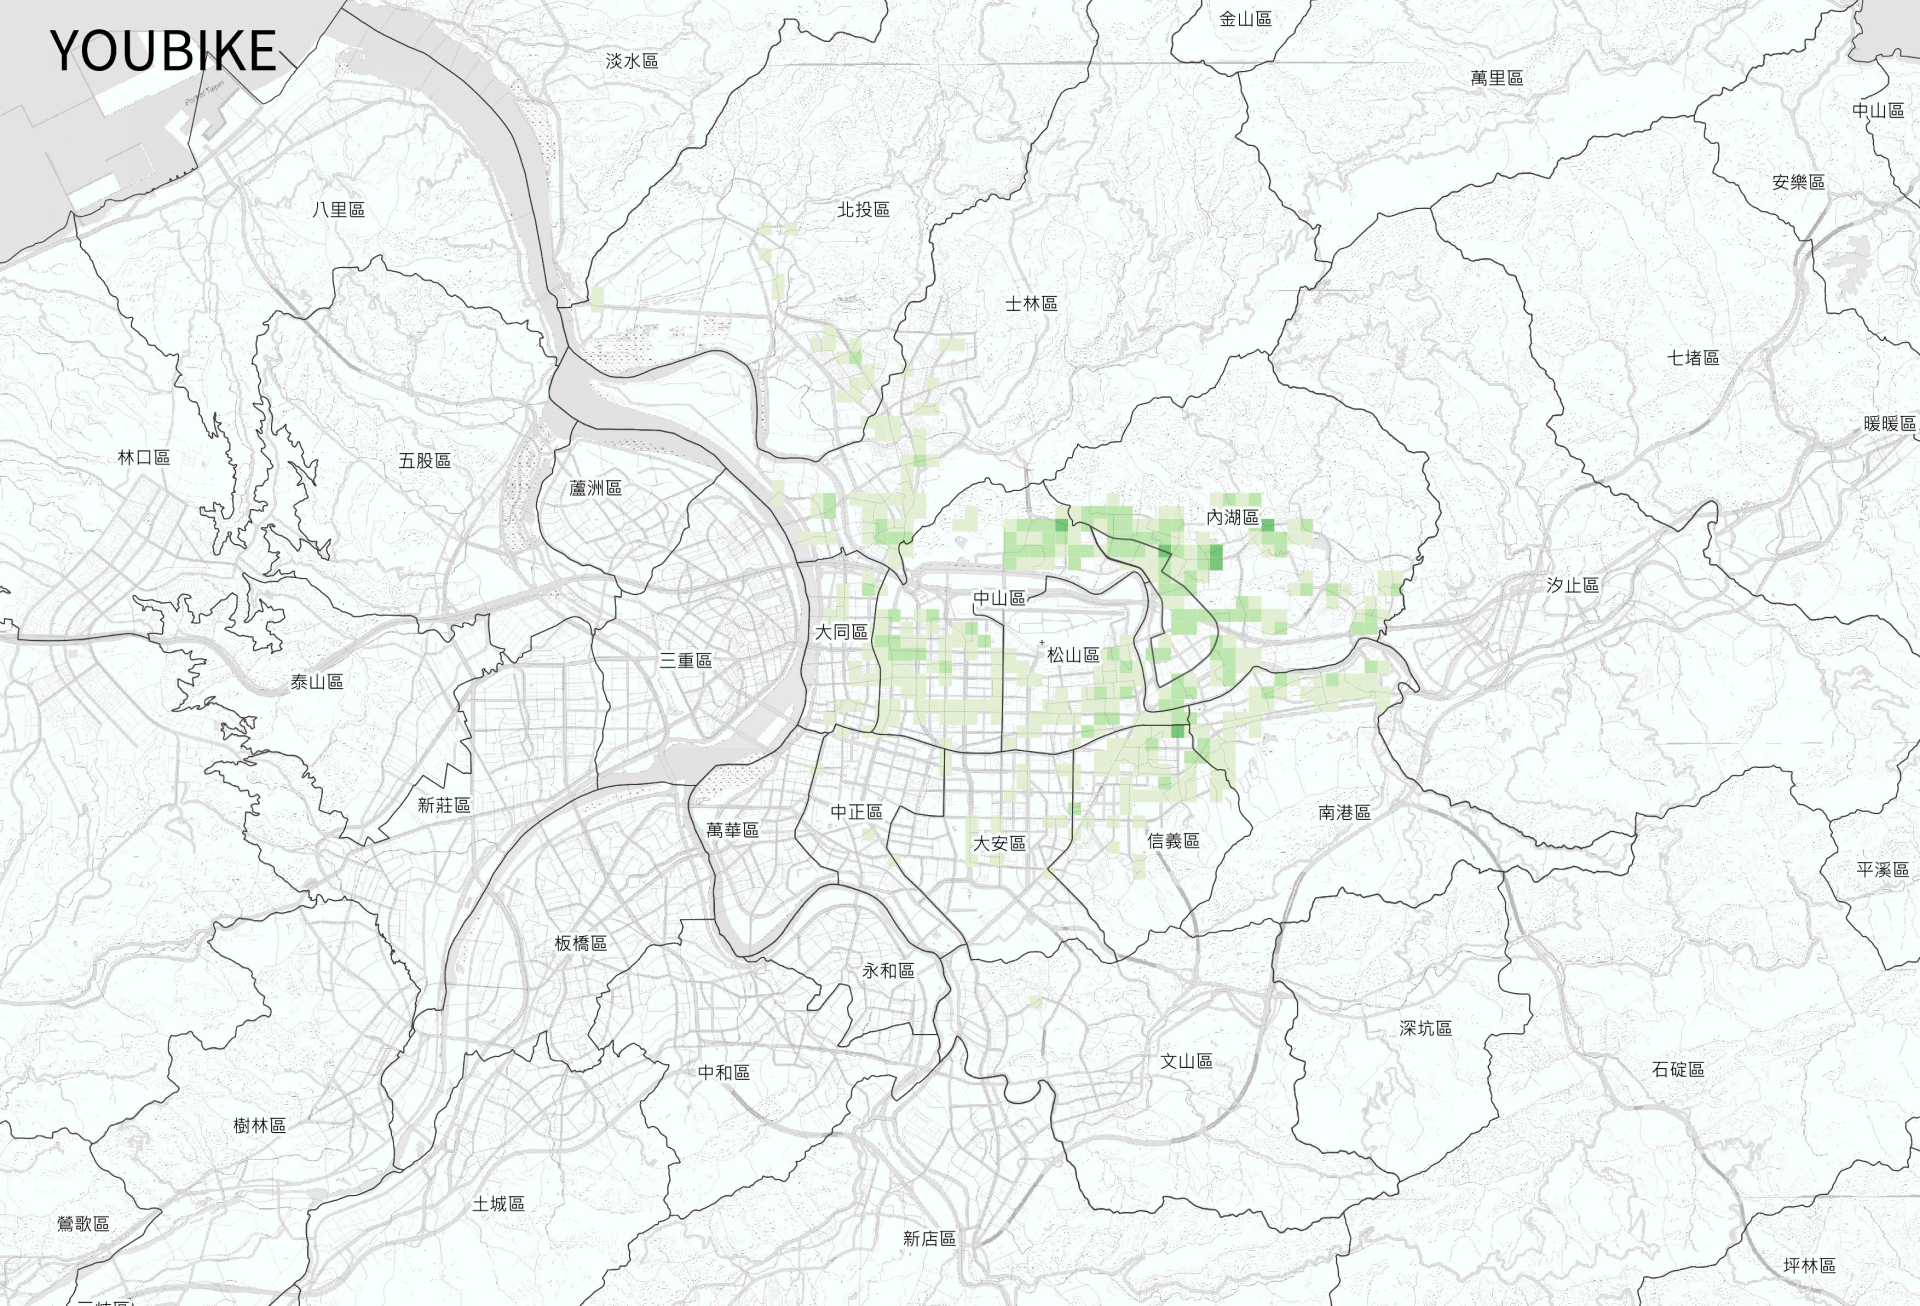 YOUBIKE
金山區
淡水區
萬里區
中山區
Port of Taipei
安樂區
八里區
北投區
士林區
七堵區
暖暖區
林口區
五股區
蘆洲區
內湖區
汐止區
中山區
大同區
松山區
三重區
泰山區
新莊區
中正區
南港區
萬華區
大安區
信義區
平溪區
板橋區
永和區
深坑區
文山區
石碇區
中和區
樹林區
土城區
鶯歌區
新店區
坪林區